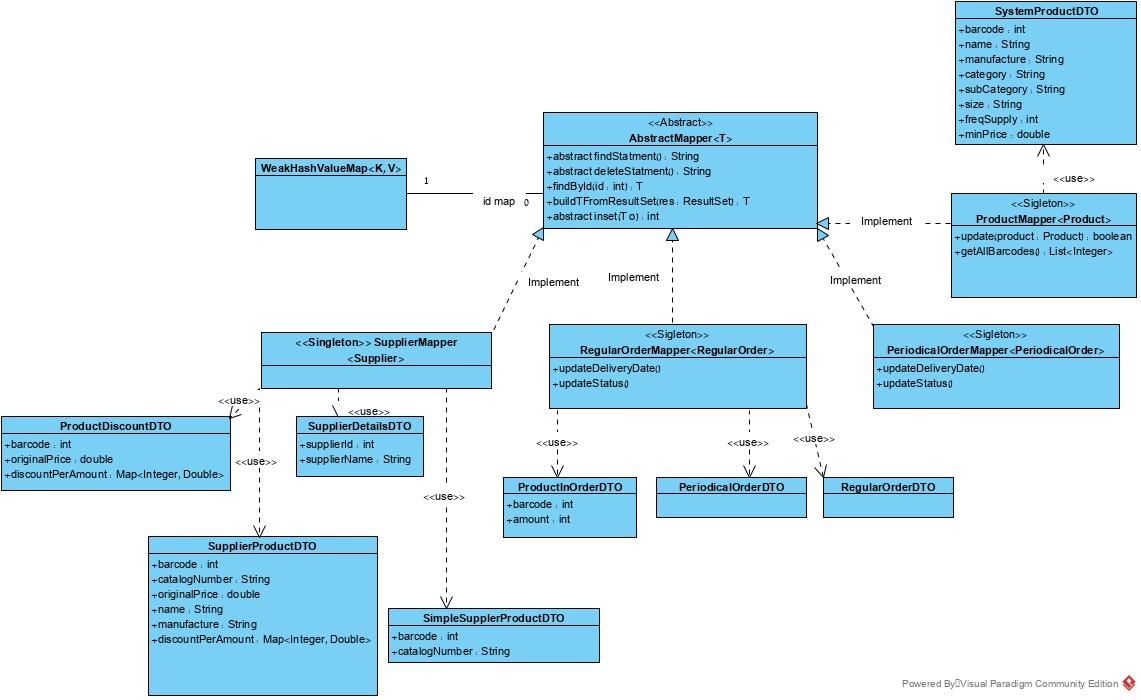 SystemProductDTO
+barcode : int
+name : String
+manufacture : String
+category : String
+subCategory : String
+size : String
+freqSupply : int
+minPrice : double
<<Abstract>>
AbstractMapper<T>
+abstract findStatment() : String
+abstract deleteStatment() : String
+findById(id : int) : T
+buildTFromResultSet(res : ResultSet) : T
+abstract inset(T o) : int
WeakHashValueMap<K, V>
1
id map
0
<<use>>
<<Sigleton>>
ProductMapper<Product>
+update(product : Product) : boolean
+getAllBarcodes() : List<Integer>
Implement
Implement
Implement
Implement
<<Singleton>> SupplierMapper
<Supplier>
<<Sigleton>>
RegularOrderMapper<RegularOrder>
+updateDeliveryDate()
+updateStatus()
<<Sigleton>>
PeriodicalOrderMapper<PeriodicalOrder>
+updateDeliveryDate()
+updateStatus()
<<use>>
<<use>>
<<use>>
<<use>>
<<use>>
<<use>>
<<use>>
ProductDiscountDTO
+barcode : int
+originalPrice : double
+discountPerAmount : Map<Integer, Double>
SupplierDetailsDTO
+supplierId : int
+supplierName : String
ProductInOrderDTO
+barcode : int
+amount : int
PeriodicalOrderDTO
RegularOrderDTO
SupplierProductDTO
+barcode : int
+catalogNumber : String
+originalPrice : double
+name : String
+manufacture : String
+discountPerAmount : Map<Integer, Double>
SimpleSupplerProductDTO
+barcode : int
+catalogNumber : String
Powered By Visual Paradigm Community Edition